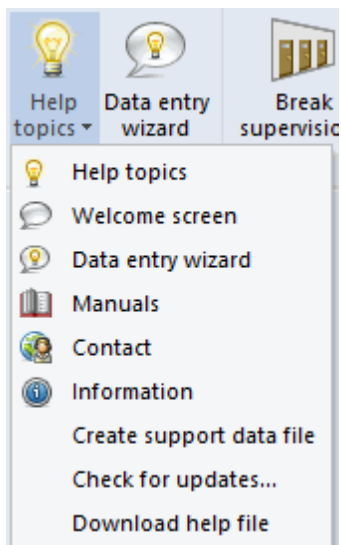 Help Data entry Break
topics wizard supervisio
Help topics
Welcome screen
Data entry wizard
Manuals
Contact
Information
Create support data file
Check for updates...
Download help file